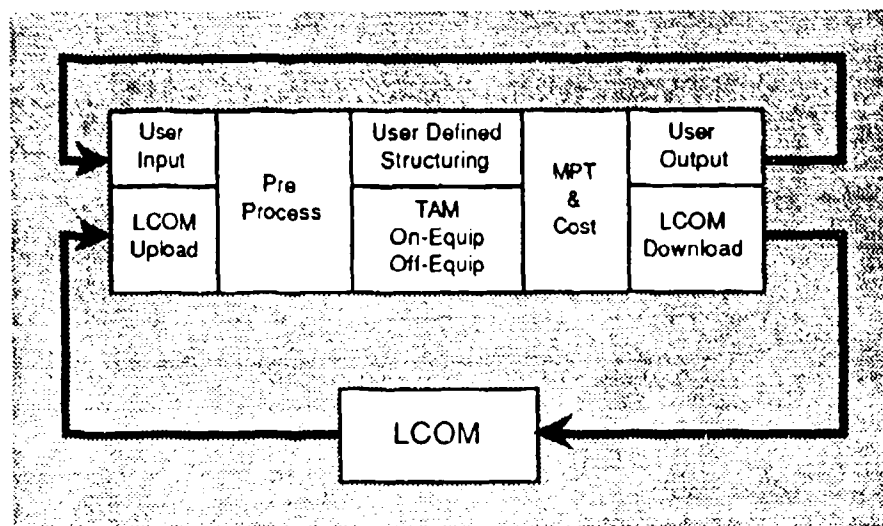 User
Input
LCOM
Upload
Pre
Process
User Defined
Structuring
TAM
On-Equip
Off-Equip
MPT
&
Cost
User
Output
LCOM
Download
LCOM